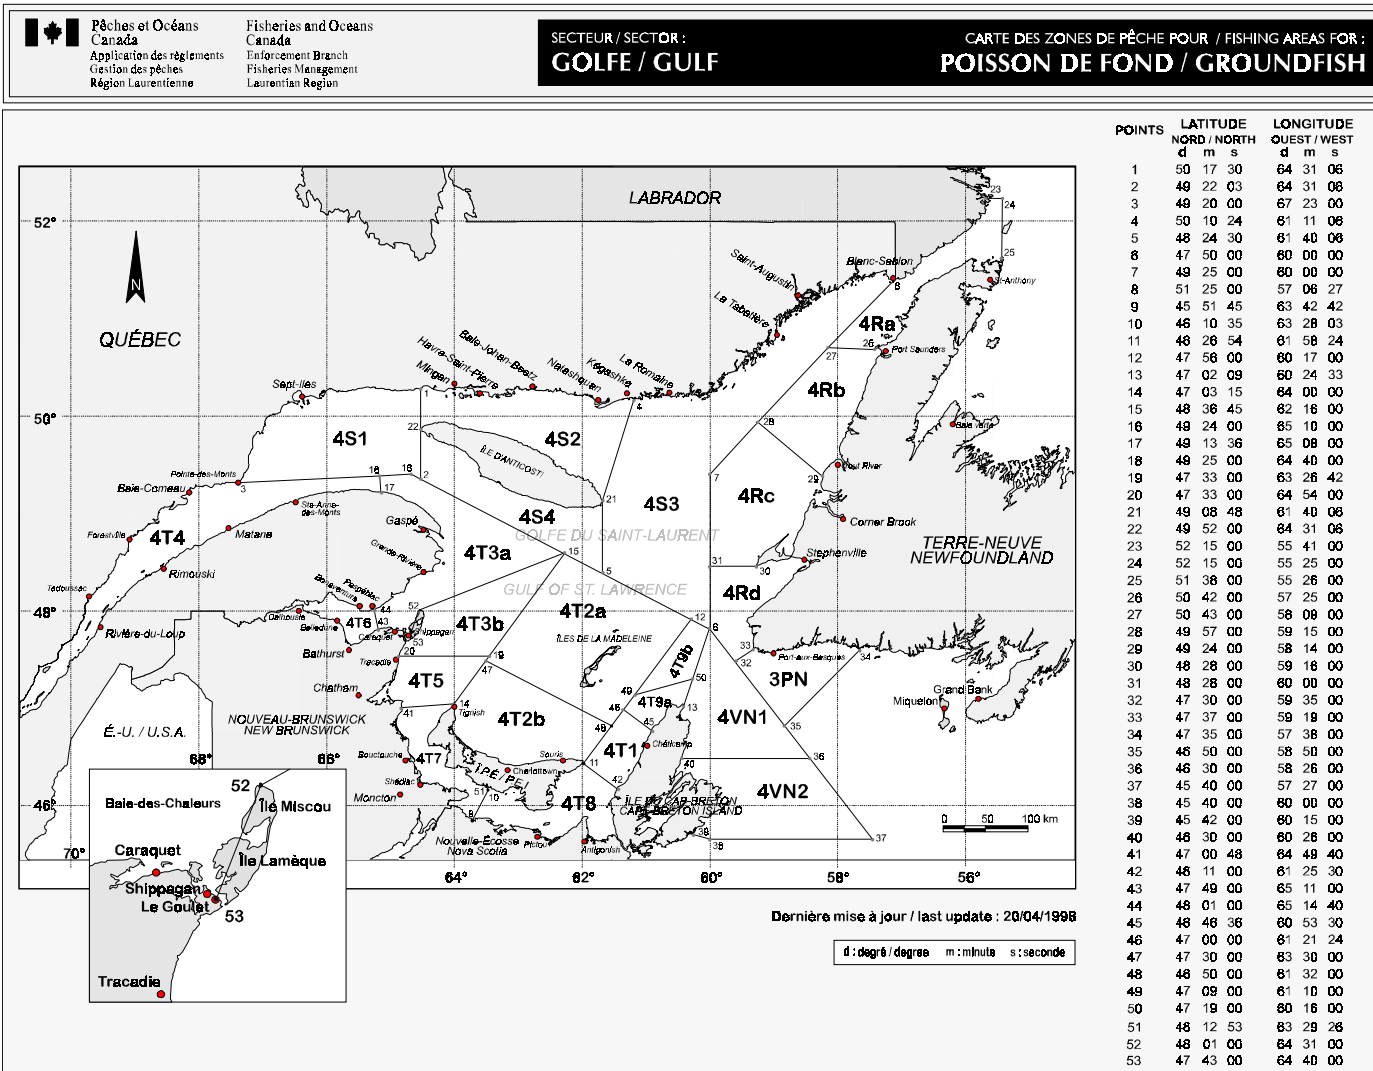 Pêches et Océans
Canada
Application des règlements
Gestion des pêches
Région Laurentienne
Fisheries and Oceans
Canada
Enforcement Branch
Fisheries Management
Laurentian Region
SECTEUR / SECTOR :
GOLFE / GULF
CARTE DES ZONES DE PÊCHE POUR / FISHING AREAS FOR :
POISSON DE FOND / GROUNDFISH
LABRADOR
QUÉBEC
52°
50°
48°
46°
N
Blanc-Sablon
Saint-Augustin
La Tabatière
St-Anthony
Port Saunders
La Romaine
Kegashka
Natashquan
Baie-Johan-Beetz
Havre-Saint-Pierre
Mingan
Sept-Iles
4Ra
4Rb
4S1
4S2
4S3
4S4
4Rc
4Rd
ÎLE D'ANTICOSTI
Baie verte
Trout River
Corner Brook
Stephenville
TERRE-NEUVE
NEWFOUNDLAND
GOLFE DU SAINT-LAURENT
GULF OF ST. LAWRENCE
Pointe-des-Monts
Baie-Comeau
Ste-Anne-
des-Monts
Forestville
4T4
Matane
Gaspé
4T3a
Grande-Rivière
Rimouski
Tadoussac
Rivière-du-Loup
Bonaventure
Paspébiac
Dalhousie
Belledune
4T6
Caraquet
Shippagan
Bathurst
Tracadie
4T3b
4T2a
ÎLES DE LA MADELEINE
4T5
Chatham
4T9b
4T9a
3PN
Port-aux-Basques
Grand Bank
Miquelon
Tignish
4T2b
4VN1
4VN2
NOUVEAU-BRUNSWICK
NEW BRUNSWICK
É.-U. / U.S.A.
Bouctouche
4T7
Shédiac
Moncton
Souris
Charlottown
ÎPÉ / PEI
4T1
Chéticamp
4T8
ÎLE DU CAP-BRETON
CAPE-BRETON ISLAND
Nouvelle-Écosse
Nova Scotia
Pictou
Antigonish
0 50 100 km
70° 68° 66° 64° 62° 60° 58° 56°
52
Baie-des-Chaleurs
Île Miscou
Caraquet
Île Lamèque
Shippagan
Le Goulet
53
Tracadie
Dernière mise à jour / last update : 20/04/1998
d : degré / degree m : minute s : seconde
POINTS LATITUDE LONGITUDE
NORD / NORTH OUEST / WEST
d m s d m s
1 50 17 30 64 31 06
2 49 22 03 64 31 06
3 49 20 00 67 23 00
4 50 10 24 61 11 06
5 48 24 30 61 40 06
6 47 50 00 60 00 00
7 49 25 00 60 00 00
8 51 25 00 57 06 27
9 45 51 45 63 42 42
10 46 10 35 63 28 03
11 46 26 54 61 58 24
12 47 56 00 60 17 00
13 47 02 09 60 24 33
14 47 03 15 64 00 00
15 48 36 45 62 16 00
16 49 24 00 65 10 00
17 49 13 36 65 08 00
18 49 25 00 64 40 00
19 47 33 00 63 26 42
20 47 33 00 64 54 00
21 49 08 48 61 40 06
22 49 52 00 64 31 06
23 52 15 00 55 41 00
24 52 15 00 55 25 00
25 51 38 00 55 26 00
26 50 42 00 57 25 00
27 50 43 00 58 08 00
28 49 57 00 59 15 00
29 49 24 00 58 14 00
30 48 28 00 59 16 00
31 48 28 00 60 00 00
32 47 30 00 59 35 00
33 47 37 00 59 19 00
34 47 35 00 57 38 00
35 46 50 00 58 50 00
36 46 30 00 58 26 00
37 45 40 00 57 27 00
38 45 40 00 60 00 00
39 45 42 00 60 15 00
40 46 30 00 60 26 00
41 47 00 48 64 49 40
42 46 11 00 61 25 30
43 47 49 00 65 11 00
44 48 01 00 65 14 40
45 46 46 36 60 53 30
46 47 00 00 61 21 24
47 47 30 00 63 30 00
48 46 50 00 61 32 00
49 47 09 00 61 10 00
50 47 19 00 60 16 00
51 46 12 53 63 29 26
52 48 01 00 64 31 00
53 47 43 00 64 40 00